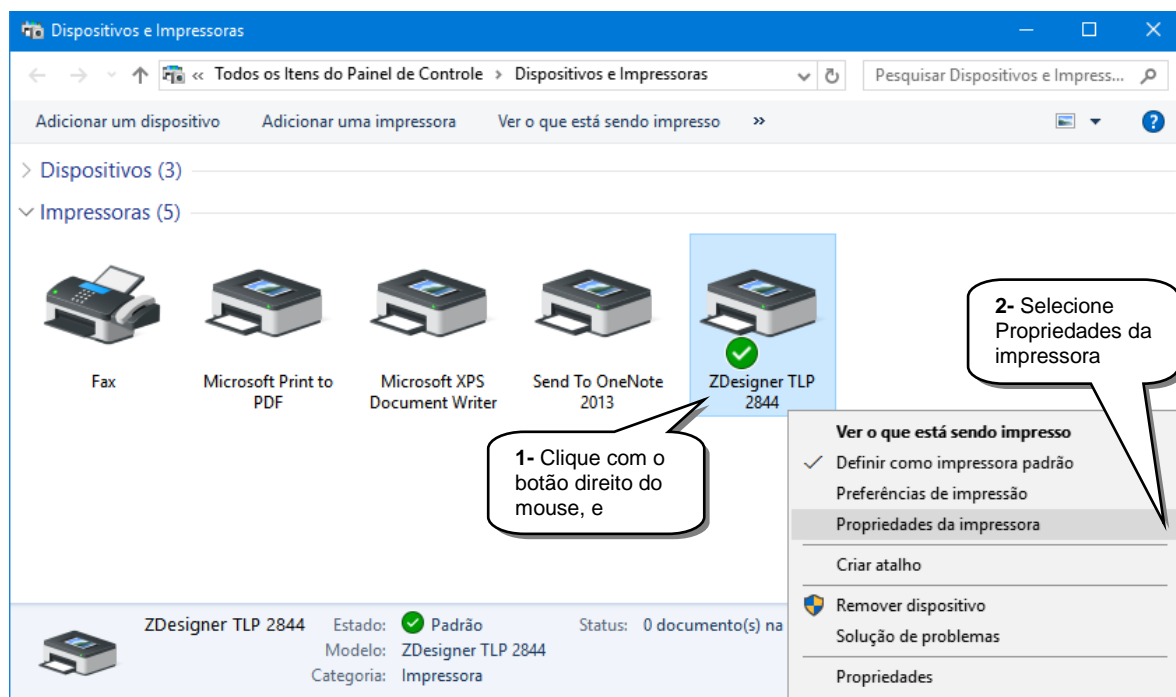 Dispositivos e Impressoras
« Todos os Itens do Painel de Controle > Dispositivos e Impressoras
Pesquisar Dispositivos e Impress...
Adicionar um dispositivo Adicionar uma impressora Ver o que está sendo impresso »
Dispositivos (3)
Impressoras (5)
Fax
Microsoft Print to
PDF
Microsoft XPS
Document Writer
Send To OneNote
2013
ZDesigner TLP
2844
1- Clique com o
botão direito do
mouse, e
2- Selecione
Propriedades da
impressora
Ver o que está sendo impresso
Definir como impressora padrão
Preferências de impressão
Propriedades da impressora
Criar atalho
Remover dispositivo
Solução de problemas
Propriedades
ZDesigner TLP 2844 Estado: Padrão Status: 0 documento(s) na
Modelo: ZDesigner TLP 2844
Categoria: Impressora